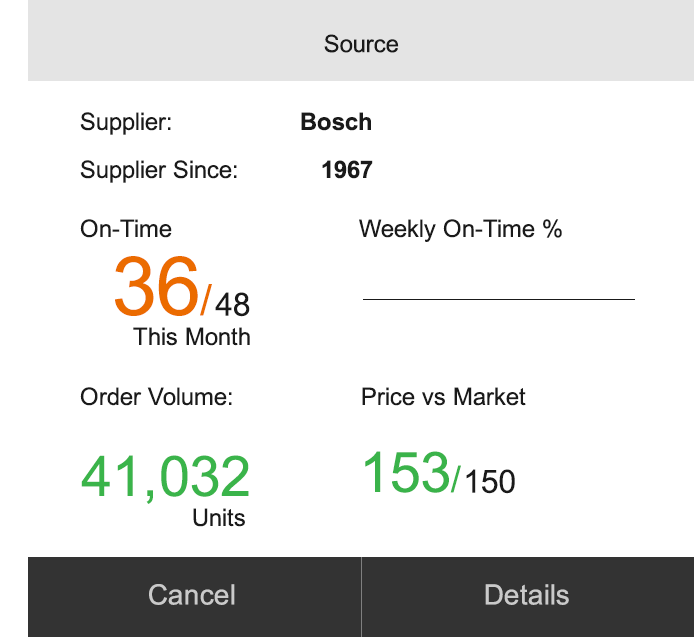 Source
Supplier: Bosch
Supplier Since: 1967
On-Time
36/48
This Month
Weekly On-Time %
Order Volume:
41,032
Units
Price vs Market
153/150
Cancel
Details